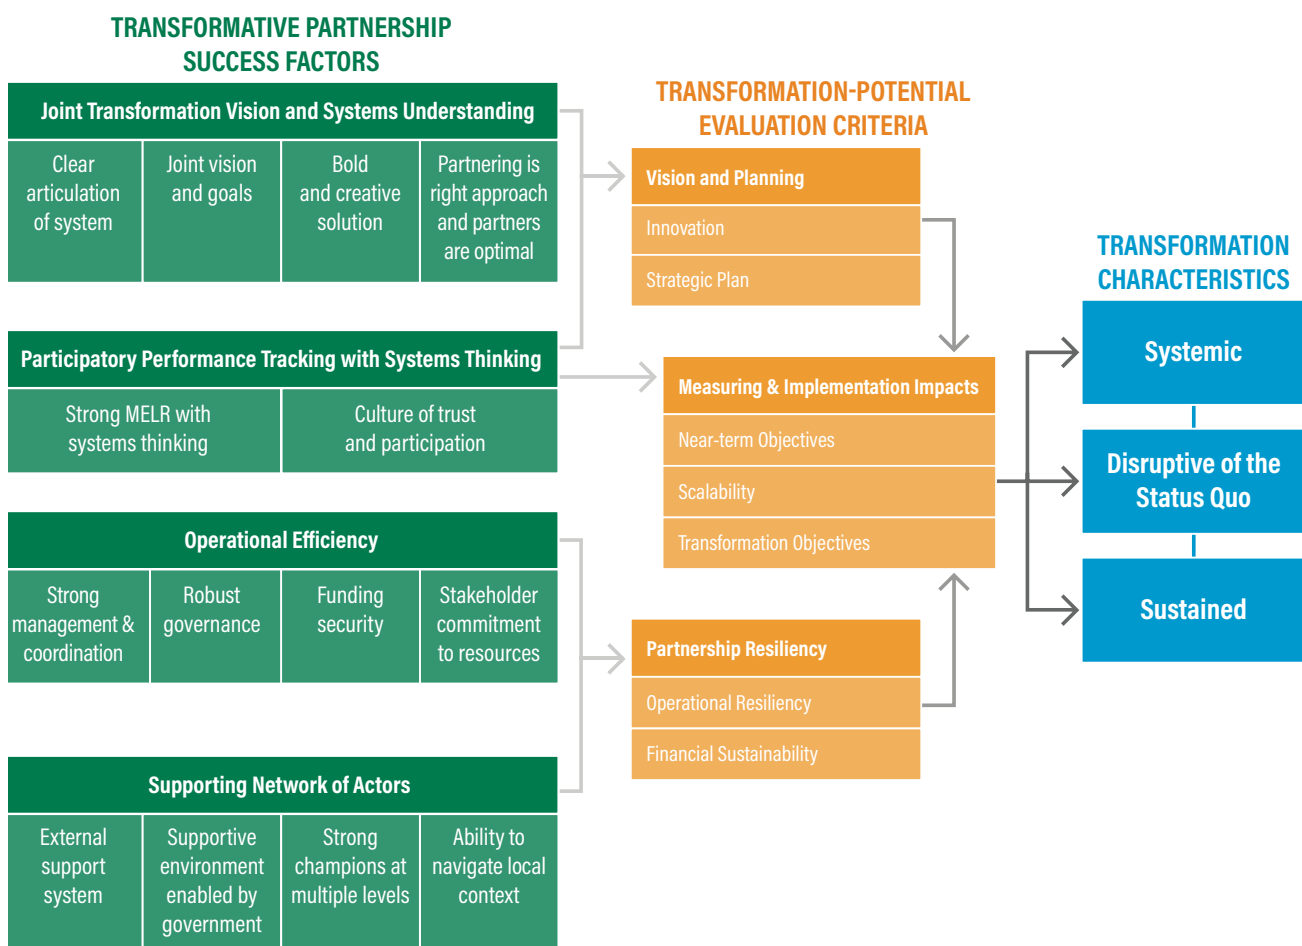 TRANSFORMATIVE PARTNERSHIP
SUCCESS FACTORS
Joint Transformation Vision and Systems Understanding
Clear
articulation
of system
Joint vision
and goals
Bold
and creative
solution
Partnering is
right approach
and partners
are optimal
Participatory Performance Tracking with Systems Thinking
Strong MELR with
systems thinking
Culture of trust
and participation
Operational Efficiency
Strong
management &
coordination
Robust
governance
Funding
security
Stakeholder
commitment
to resources
Supporting Network of Actors
External
support
system
Supportive
environment
enabled by
government
Strong
champions at
multiple levels
Ability to
navigate local
context
TRANSFORMATION-POTENTIAL
EVALUATION CRITERIA
Vision and Planning
Innovation
Strategic Plan
Measuring & Implementation Impacts
Near-term Objectives
Scalability
Transformation Objectives
Partnership Resiliency
Operational Resiliency
Financial Sustainability
TRANSFORMATION
CHARACTERISTICS
Systemic
Disruptive of the
Status Quo
Sustained